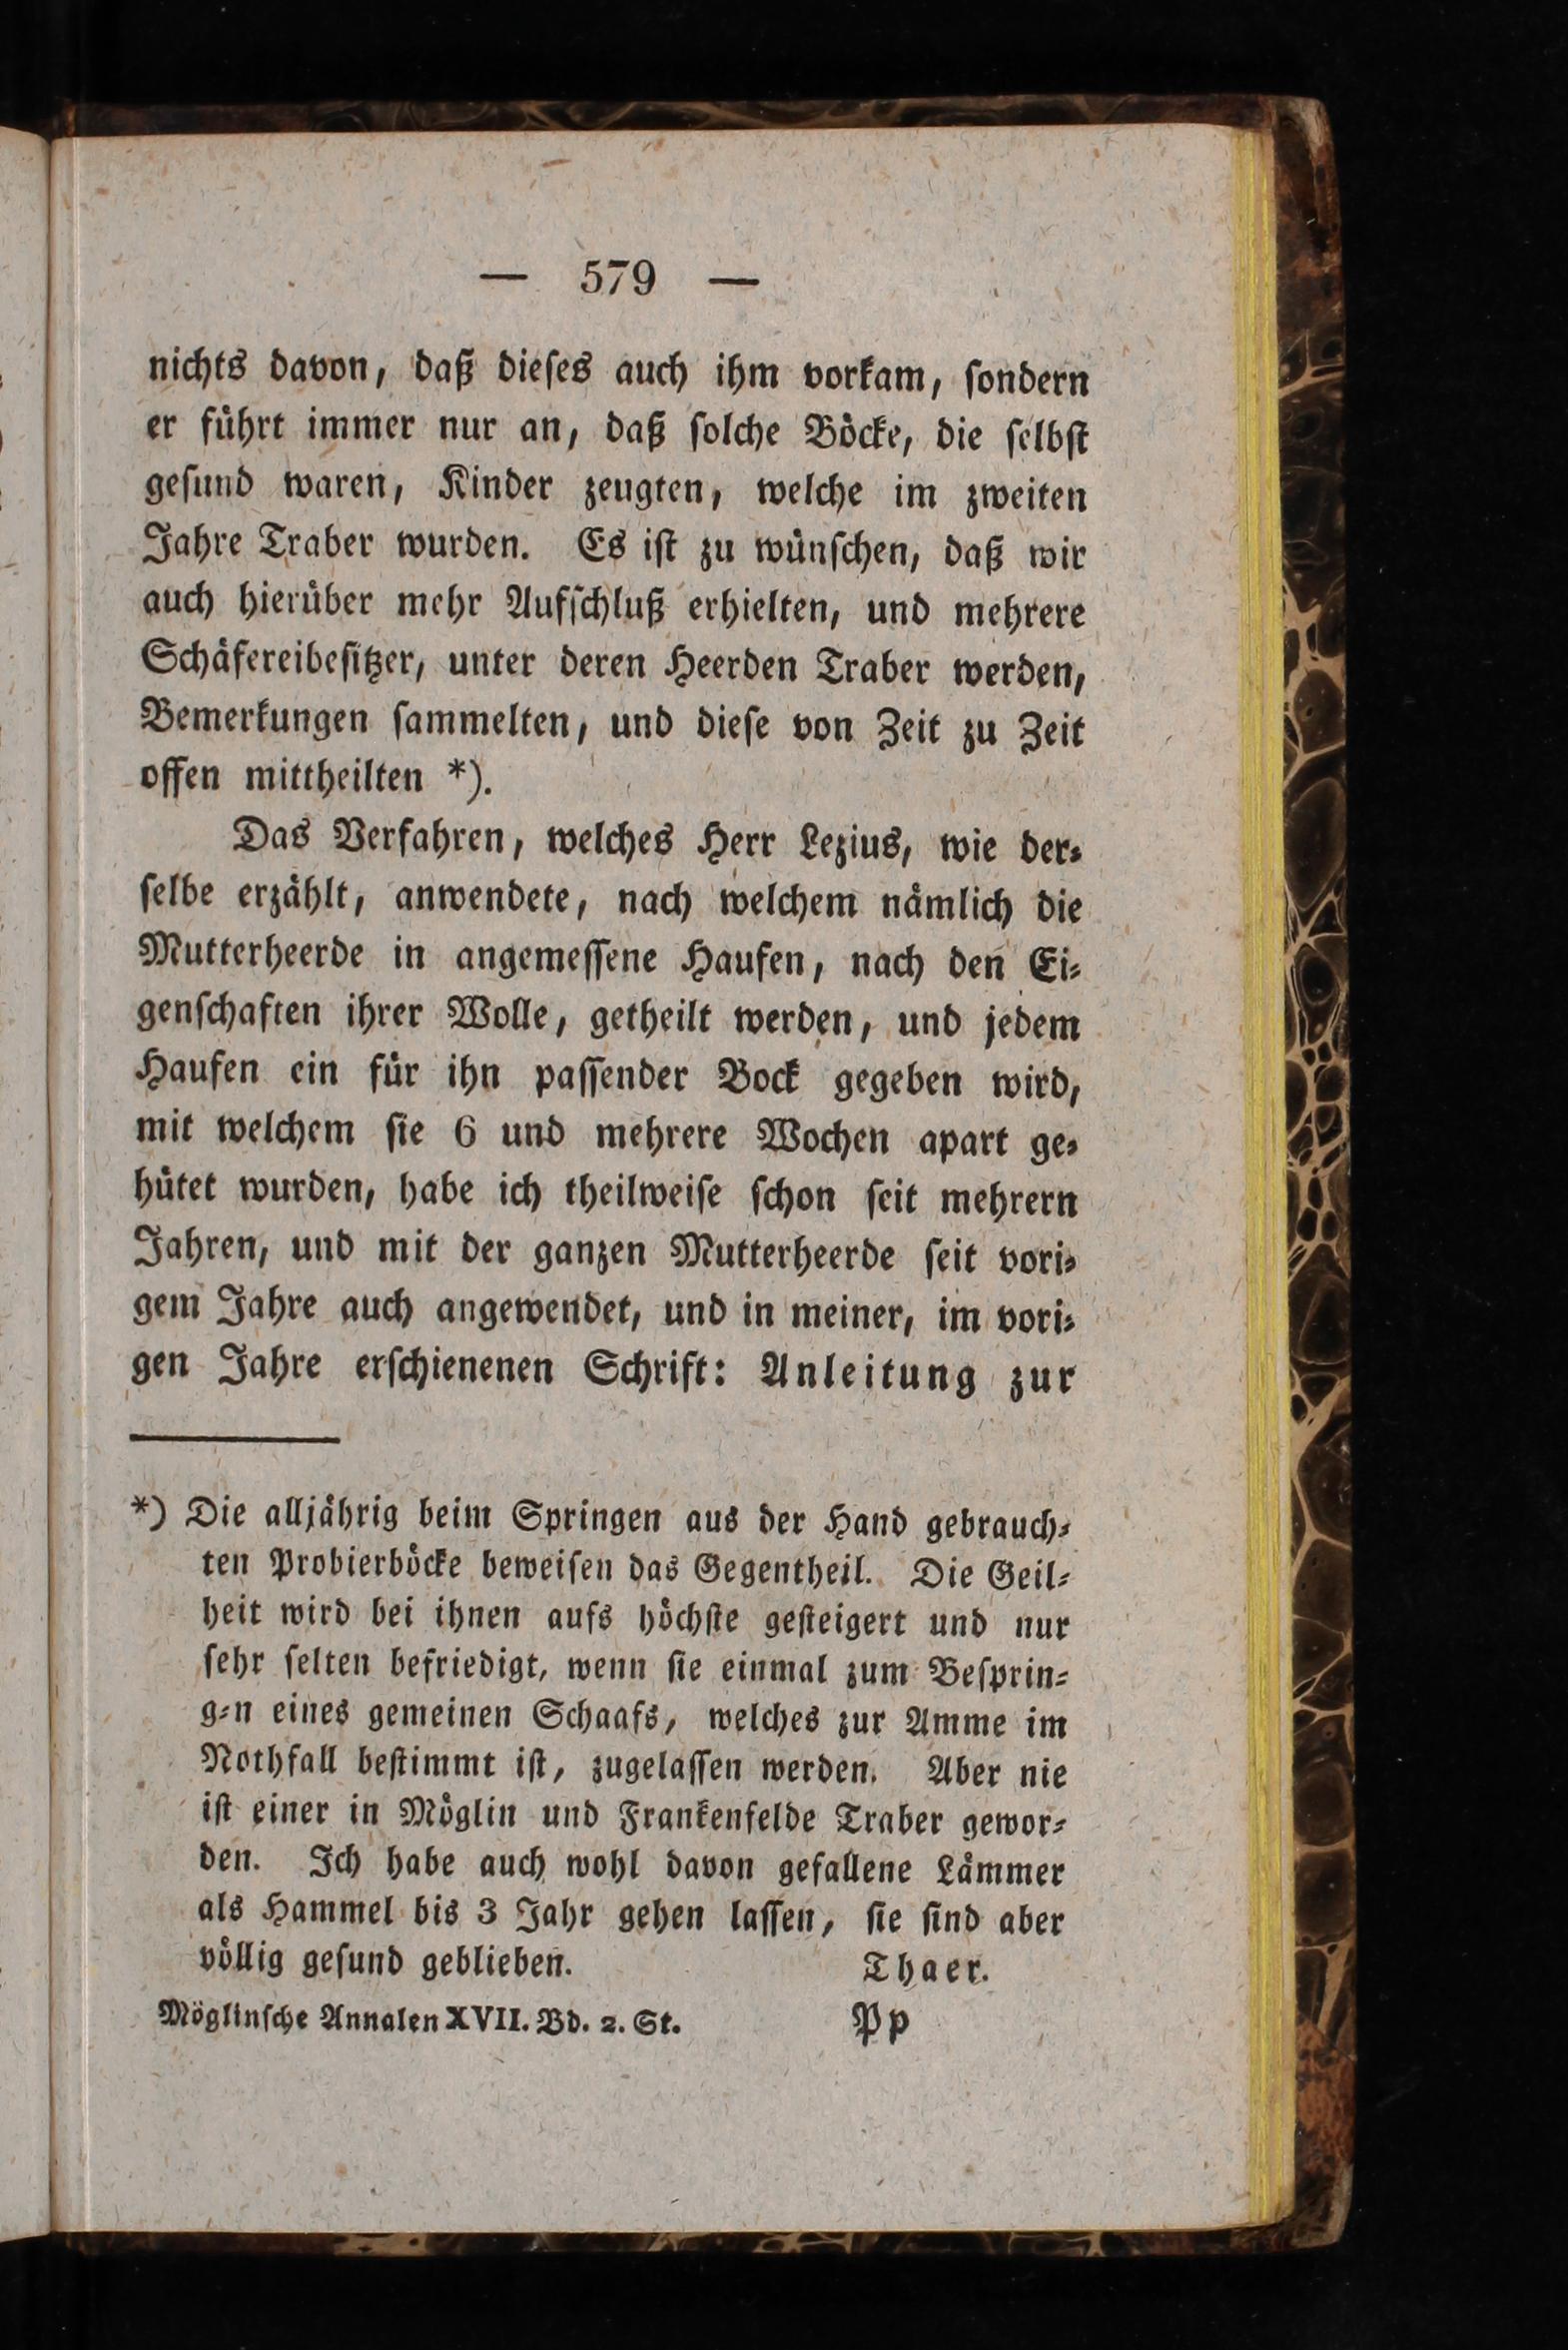 — 579 —
nichts davon, daß dieſes auch ihm vorkam, ſondern
er führt immer nur an, daß ſolche Böcke, die ſelbſt
geſund waren, Kinder zeugten, welche im zweiten
Jahre Traber wurden. Es iſt zu wünſchen, daß wir
auch hierüber mehr Aufſchluß erhielten, und mehrere
Schäfereibeſitzer, unter deren Heerden Traber werden,
Bemerkungen ſammelten, und dieſe von Zeit zu Zeit
offen mittheilten *).
Das Verfahren, welches Herr Lezius, wie der⸗
ſelbe erzählt, anwendete, nach welchem nämlich die
Mutterheerde in angemeſſene Haufen, nach den Ei⸗
genſchaften ihrer Wolle, getheilt werden, und jedem
Haufen ein für ihn paſſender Bock gegeben wird,
mit welchem ſie 6 und mehrere Wochen apart ge⸗
hütet wurden, habe ich theilweiſe ſchon ſeit mehrern
Jahren, und mit der ganzen Mutterheerde ſeit vori⸗
gem Jahre auch angewendet, und in meiner, im vori⸗
gen Jahre erſchienenen Schrift: Anleitung zur
*) Die alljährig beim Springen aus der Hand gebrauch⸗
ten Probierböcke beweiſen das Gegentheil. Die Geil⸗
heit wird bei ihnen aufs höchſte geſteigert und nur
ſehr ſelten befriedigt, wenn ſie einmal zum Beſprin⸗
g⸗n eines gemeinen Schaafs, welches zur Amme im
Nothfall beſtimmt iſt, zugelaſſen werden. Aber nie
iſt einer in Möglin und Frankenfelde Traber gewor⸗
den. Ich habe auch wohl davon gefallene Lämmer
als Hammel bis 3 Jahr gehen laſſen, ſie ſind aber
völlig geſund geblieben. Thaer.
Möglinſche Annalen XVII. Bd. 2. St. Pp